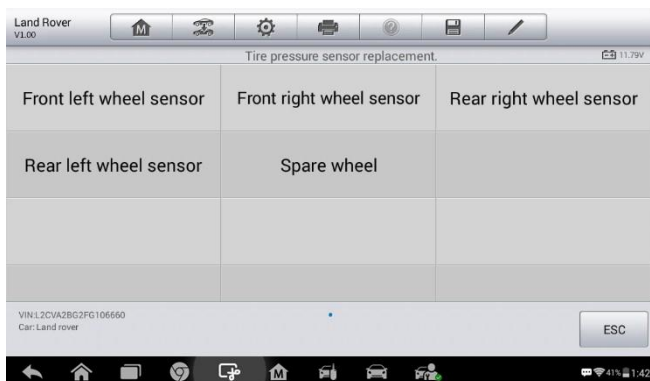 Land Rover
V1.00
Tire pressure sensor replacement.
11.79V
Front left wheel sensor
Front right wheel sensor
Rear right wheel sensor
Rear left wheel sensor
Spare wheel
VIN:L2CVA2BG2FG106660
Car: Land rover
ESC
41% 1:42